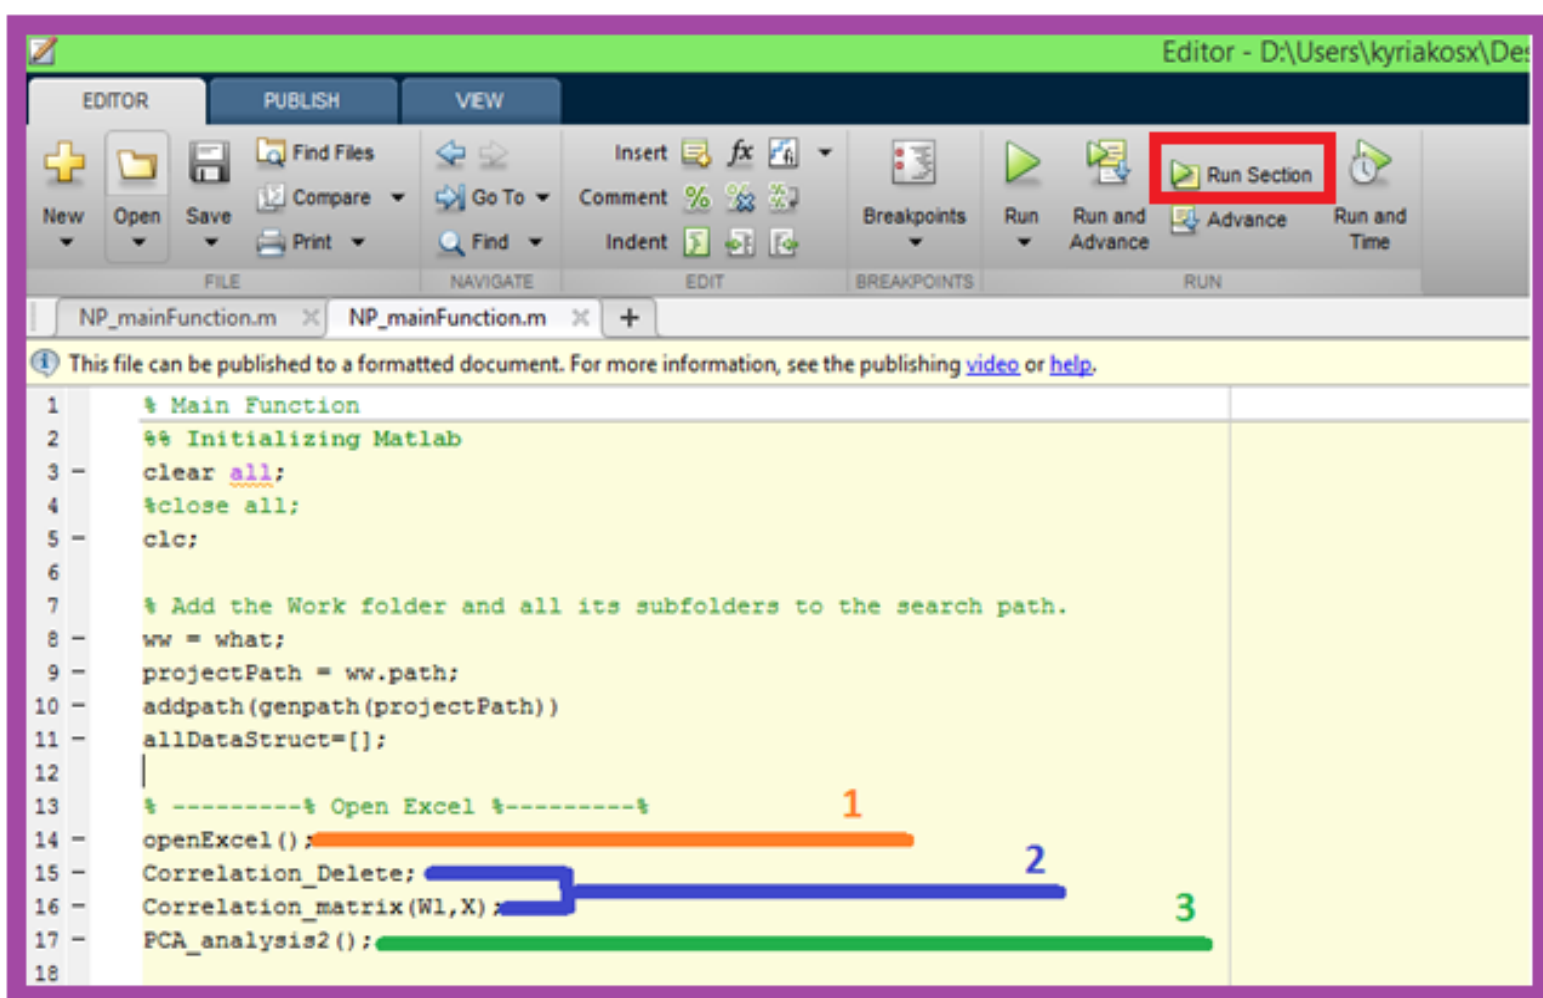 Editor - D:\Users\kyriakosx\Des
EDITOR PUBLISH VIEW
Find Files Insert fx fi
Compare Go To Comment % Run Section
New Open Save Breakpoints Run Run and Advance Advance Run and Time
Print Find Indent
FILE NAVIGATE EDIT BREAKPOINTS RUN
NP_mainFunction.m NP_mainFunction.m +
This file can be published to a formatted document. For more information, see the publishing video or help.
1 % Main Function
2 %% Initializing Matlab
3 - clear all;
4 %close all;
5 - clc;
6
7 % Add the Work folder and all its subfolders to the search path.
8 - ww = what;
9 - projectPath = ww.path;
10 - addpath(genpath(projectPath))
11 - allDataStruct=[];
12
13 % ---------% Open Excel %---------% 1
14 - openExcel();
15 - Correlation_Delete; 2
16 - Correlation_matrix(W1,X); 3
17 - PCA_analysis2();
18